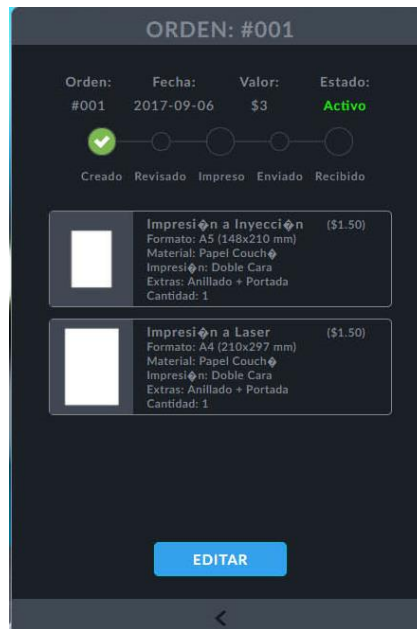 ORDEN: #001
Orden: Fecha: Valor: Estado:
#001 2017-09-06 $3 Activo
Creado Revisado Impreso Enviado Recibido
Impresi�n a Inyecci�n ($1.50)
Formato: A5 (148x210 mm)
Material: Papel Couch�
Impresi�n: Doble Cara
Extras: Anillado + Portada
Cantidad: 1
Impresi�n a Laser ($1.50)
Formato: A4 (210x297 mm)
Material: Papel Couch�
Impresi�n: Doble Cara
Extras: Anillado + Portada
Cantidad: 1
EDITAR